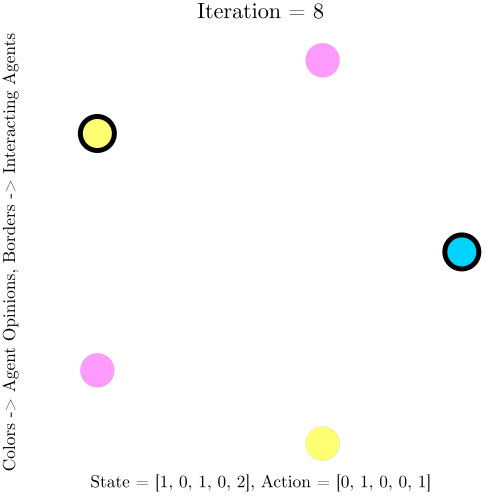 Iteration = 8
Colors -> Agent Opinions, Borders -> Interacting Agents
State = [1, 0, 1, 0, 2], Action = [0, 1, 0, 0, 1]